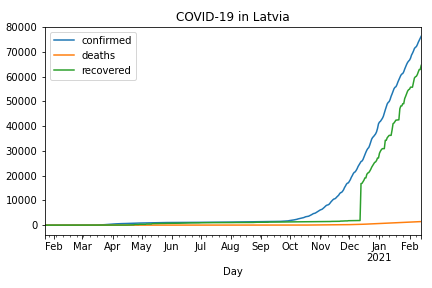 COVID-19 in Latvia
80000
70000
60000
50000
40000
30000
20000
10000
0
confirmed
deaths
recovered
Feb Mar Apr May Jun Jul Aug Sep Oct Nov Dec Jan Feb
2021
Day